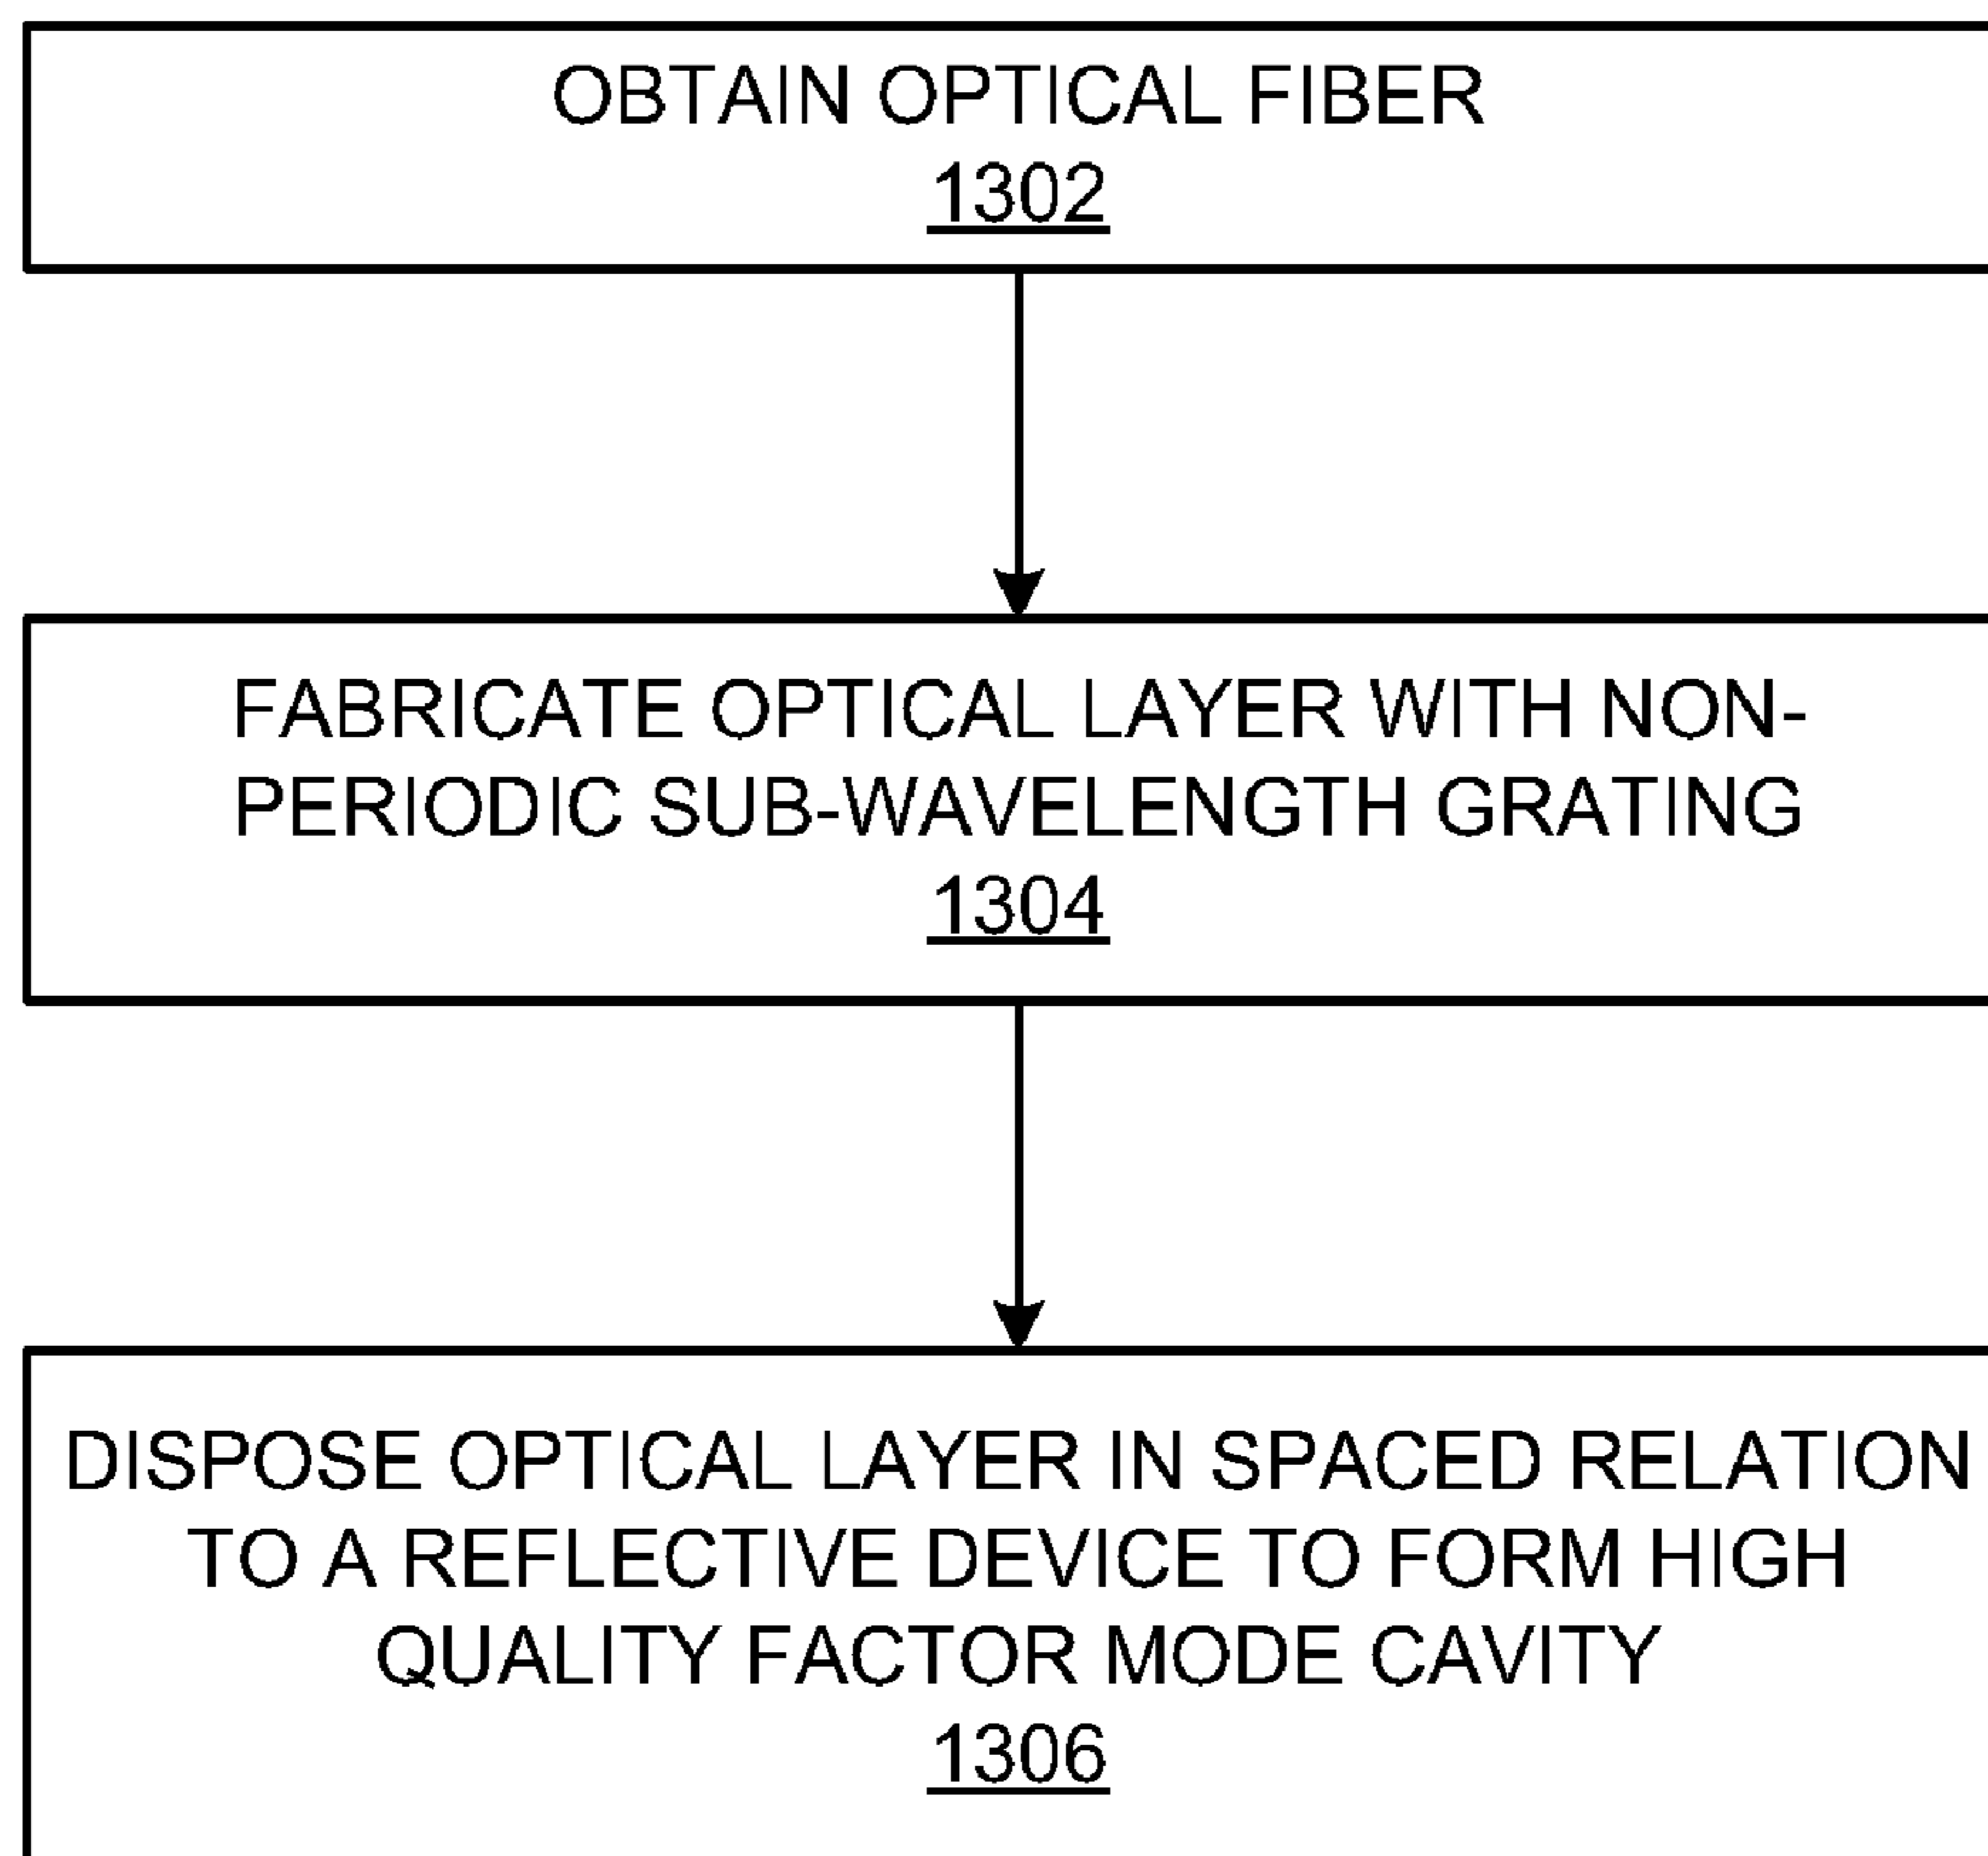 OBTAIN OPTICAL FIBER
1302
FABRICATE OPTICAL LAYER WITH NON-
PERIODIC SUB-WAVELENGTH GRATING
1304
DISPOSE OPTICAL LAYER IN SPACED RELATION
TO A REFLECTIVE DEVICE TO FORM HIGH
QUALITY FACTOR MODE CAVITY
1306